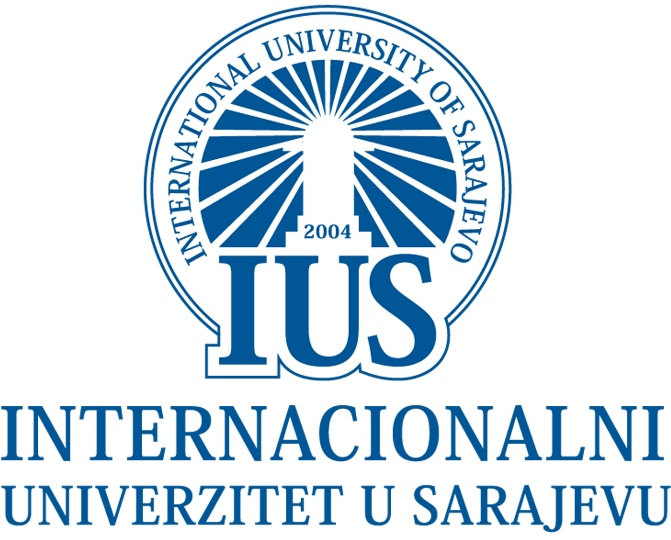 INTERNATIONAL UNIVERSITY OF SARAJEVO
2004
IUS
INTERNACIONALNI
UNIVERZITET U SARAJEVU